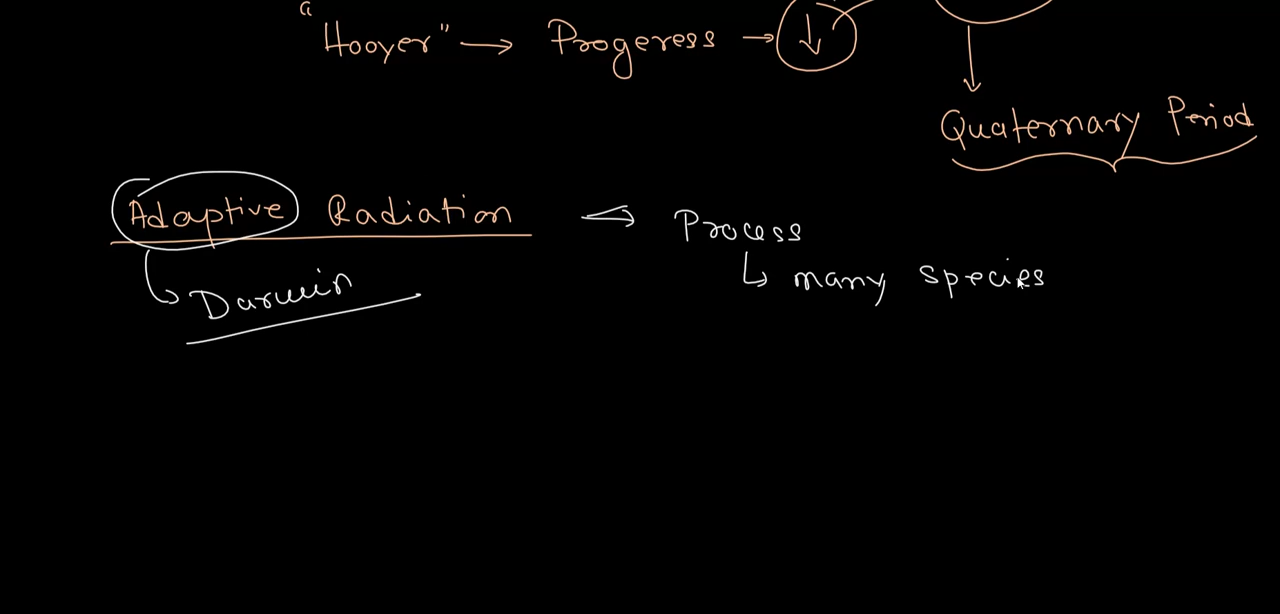 "Hooyer" → Progeress → ↓
Quaternary Period
Adaptive Radiation → Process
↳ many species
↳ Darwin